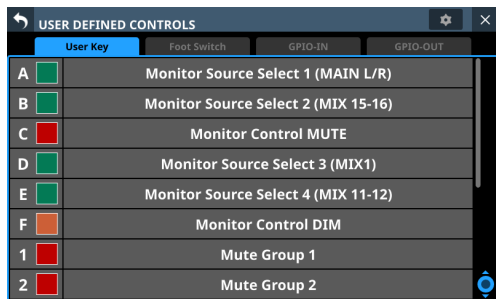 USER DEFINED CONTROLS
User Key Foot Switch GPIO-IN GPIO-OUT
A Monitor Source Select 1 (MAIN L/R)
B Monitor Source Select 2 (MIX 15-16)
C Monitor Control MUTE
D Monitor Source Select 3 (MIX1)
E Monitor Source Select 4 (MIX 11-12)
F Monitor Control DIM
1 Mute Group 1
2 Mute Group 2